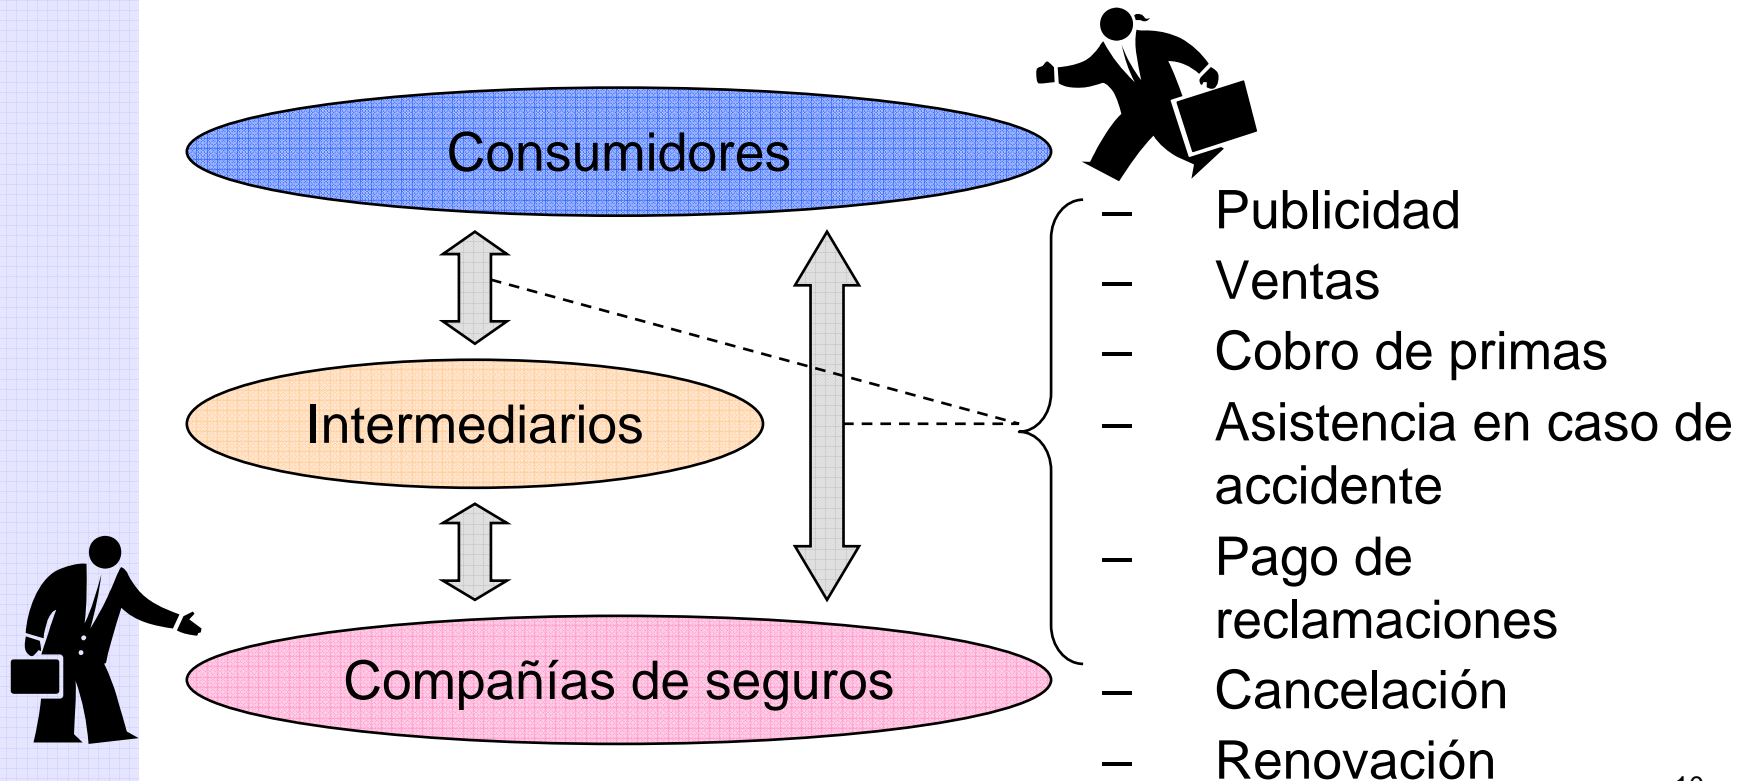 Consumidores
Intermediarios
Compañías de seguros
– Publicidad
– Ventas
– Cobro de primas
– Asistencia en caso de
accidente
– Pago de
reclamaciones
– Cancelación
– Renovación